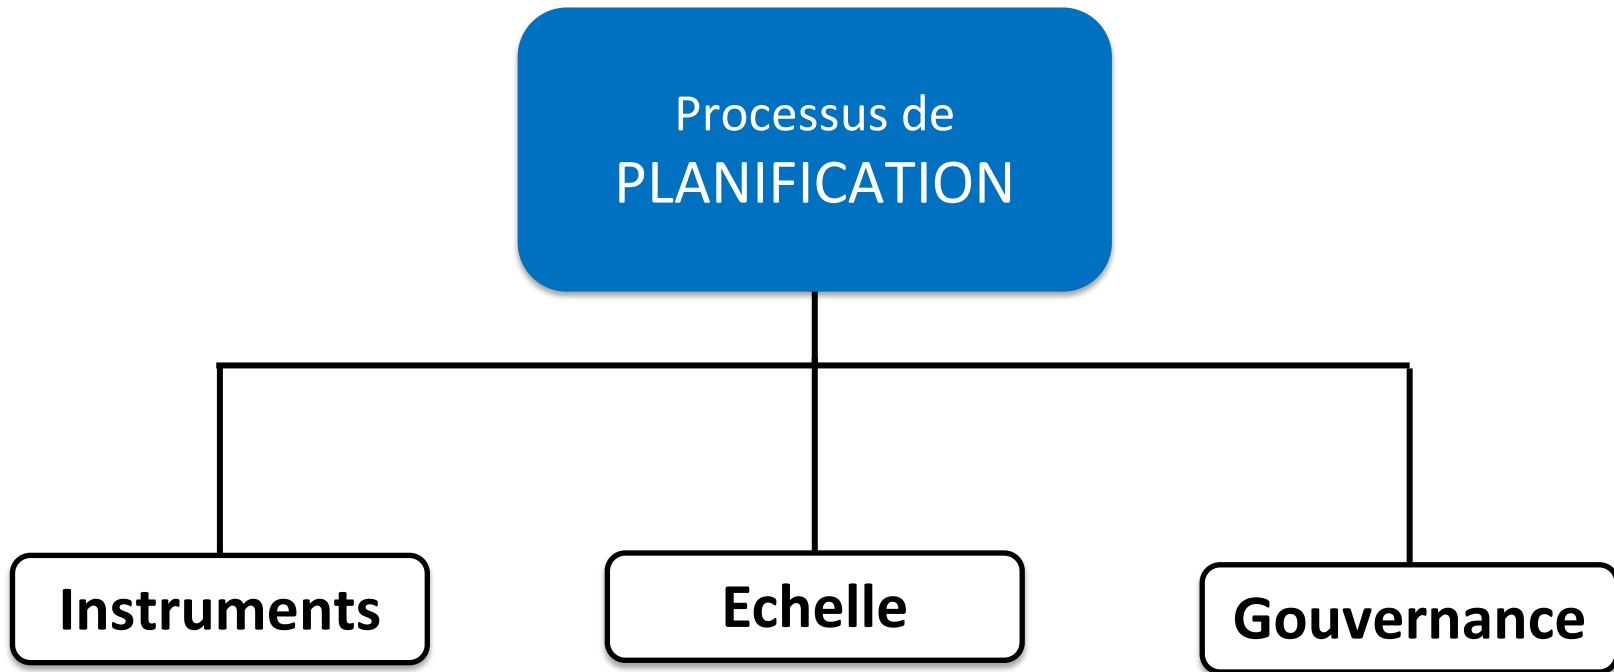 Processus de
PLANIFICATION
Instruments
Echelle
Gouvernance